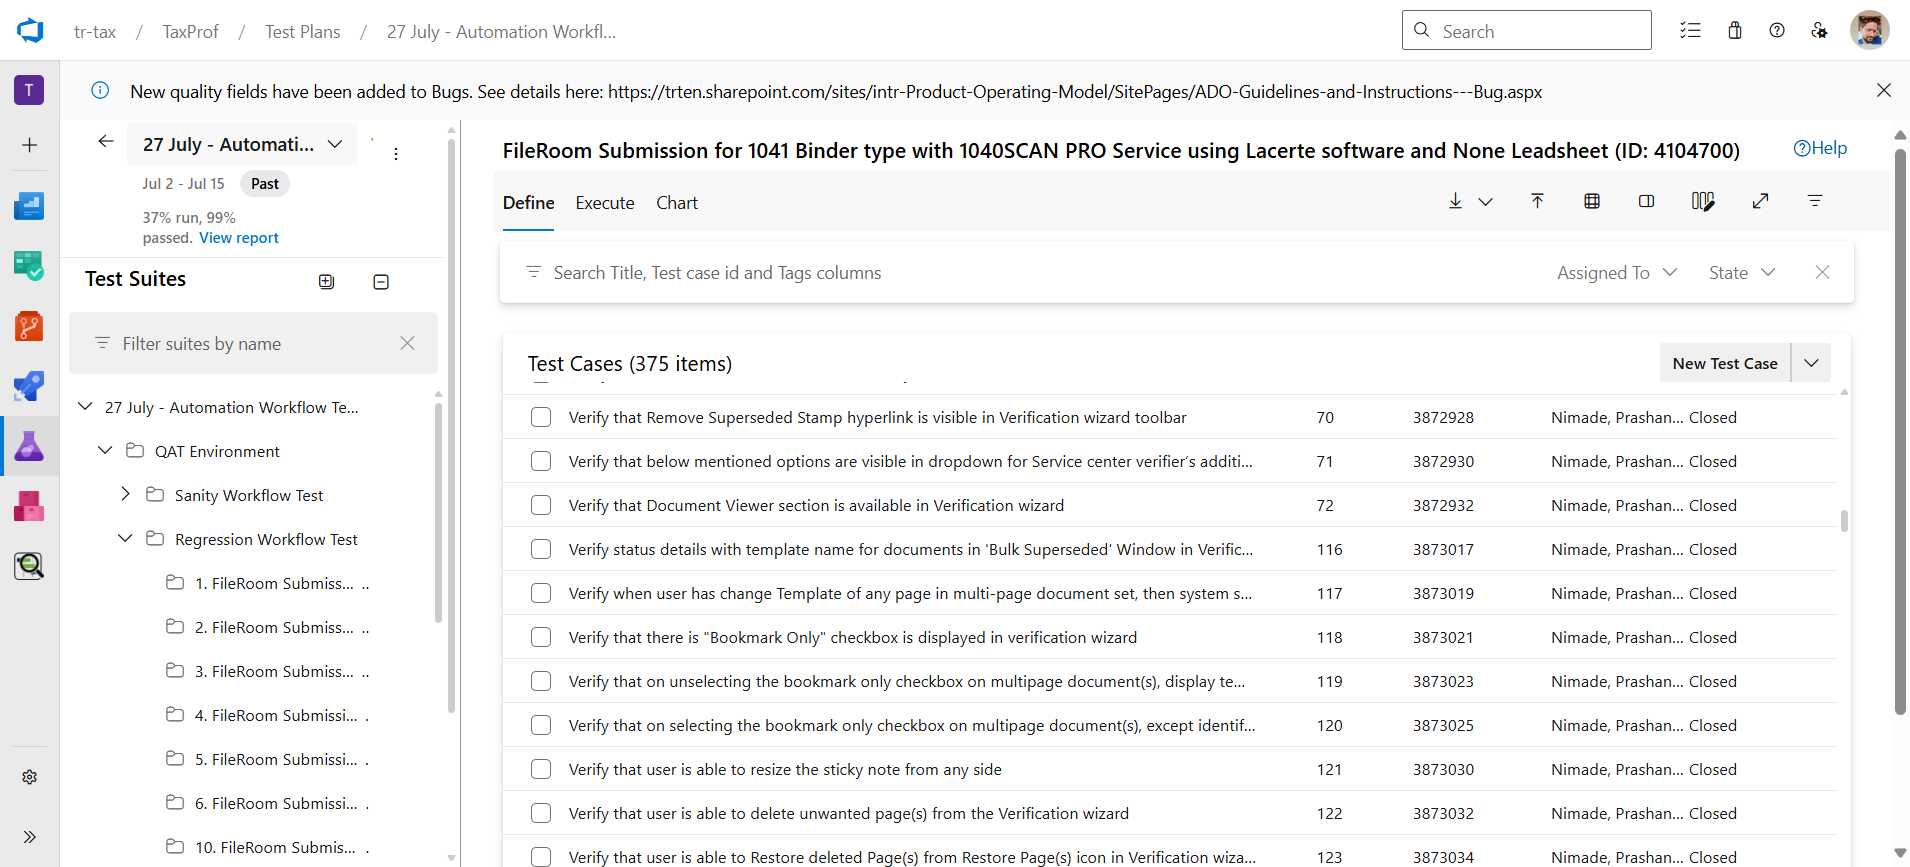 tr-tax / TaxProf / Test Plans / 27 July - Automation Workfl...
Search
T
New quality fields have been added to Bugs. See details here: https://trten.sharepoint.com/sites/intr-Product-Operating-Model/SitePages/ADO-Guidelines-and-Instructions---Bug.aspx
27 July - Automati...
Jul 2 - Jul 15 Past
37% run, 99%
passed. View report
Test Suites
Filter suites by name
27 July - Automation Workflow Te...
QAT Environment
Sanity Workflow Test
Regression Workflow Test
1. FileRoom Submiss... ..
2. FileRoom Submiss... ..
3. FileRoom Submiss... ..
4. FileRoom Submissi... .
5. FileRoom Submissi... .
6. FileRoom Submissi... .
10. FileRoom Submis... .
FileRoom Submission for 1041 Binder type with 1040SCAN PRO Service using Lacerte software and None Leadsheet (ID: 4104700)
Help
Define Execute Chart
Search Title, Test case id and Tags columns
Assigned To State
Test Cases (375 items)
New Test Case
Verify that Remove Superseded Stamp hyperlink is visible in Verification wizard toolbar 70 3872928 Nimade, Prashan... Closed
Verify that below mentioned options are visible in dropdown for Service center verifier's additi... 71 3872930 Nimade, Prashan... Closed
Verify that Document Viewer section is available in Verification wizard 72 3872932 Nimade, Prashan... Closed
Verify status details with template name for documents in 'Bulk Superseded' Window in Verific... 116 3873017 Nimade, Prashan... Closed
Verify when user has change Template of any page in multi-page document set, then system s... 117 3873019 Nimade, Prashan... Closed
Verify that there is "Bookmark Only" checkbox is displayed in verification wizard 118 3873021 Nimade, Prashan... Closed
Verify that on unselecting the bookmark only checkbox on multipage document(s), display te... 119 3873023 Nimade, Prashan... Closed
Verify that on selecting the bookmark only checkbox on multipage document(s), except identif... 120 3873025 Nimade, Prashan... Closed
Verify that user is able to resize the sticky note from any side 121 3873030 Nimade, Prashan... Closed
Verify that user is able to delete unwanted page(s) from the Verification wizard 122 3873032 Nimade, Prashan... Closed
Verify that user is able to Restore deleted Page(s) from Restore Page(s) icon in Verification wiza... 123 3873034 Nimade, Prashan... Closed